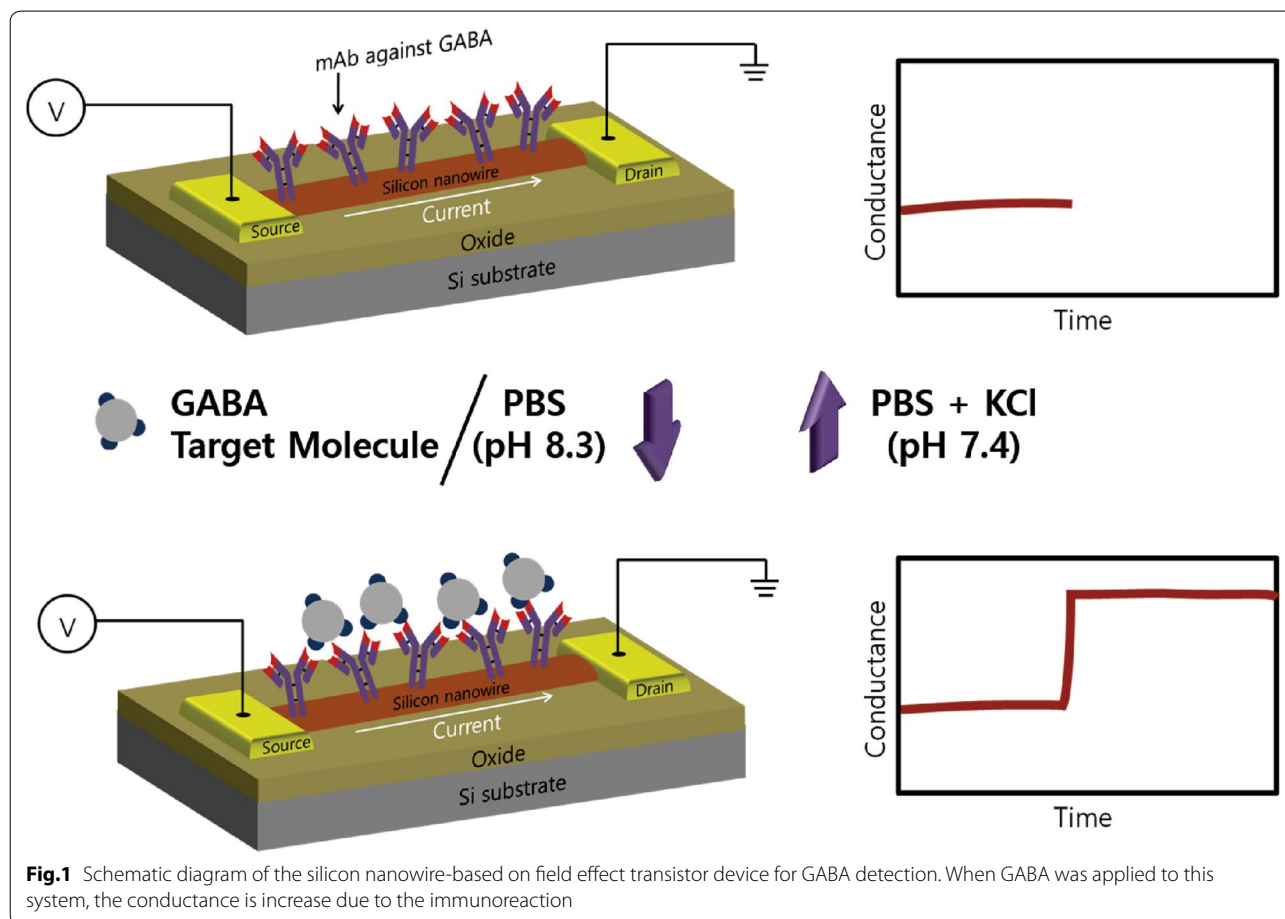 mAb against GABA
V
Silicon nanowire
Drain
Current
Source
Oxide
Si substrate
Conductance
Time
GABA
Target Molecule
/
PBS
(pH 8.3)
PBS + KCl
(pH 7.4)
V
Silicon nanowire
Drain
Current
Source
Oxide
Si substrate
Conductance
Time
Fig.1 Schematic diagram of the silicon nanowire-based on field effect transistor device for GABA detection. When GABA was applied to this
system, the conductance is increase due to the immunoreaction